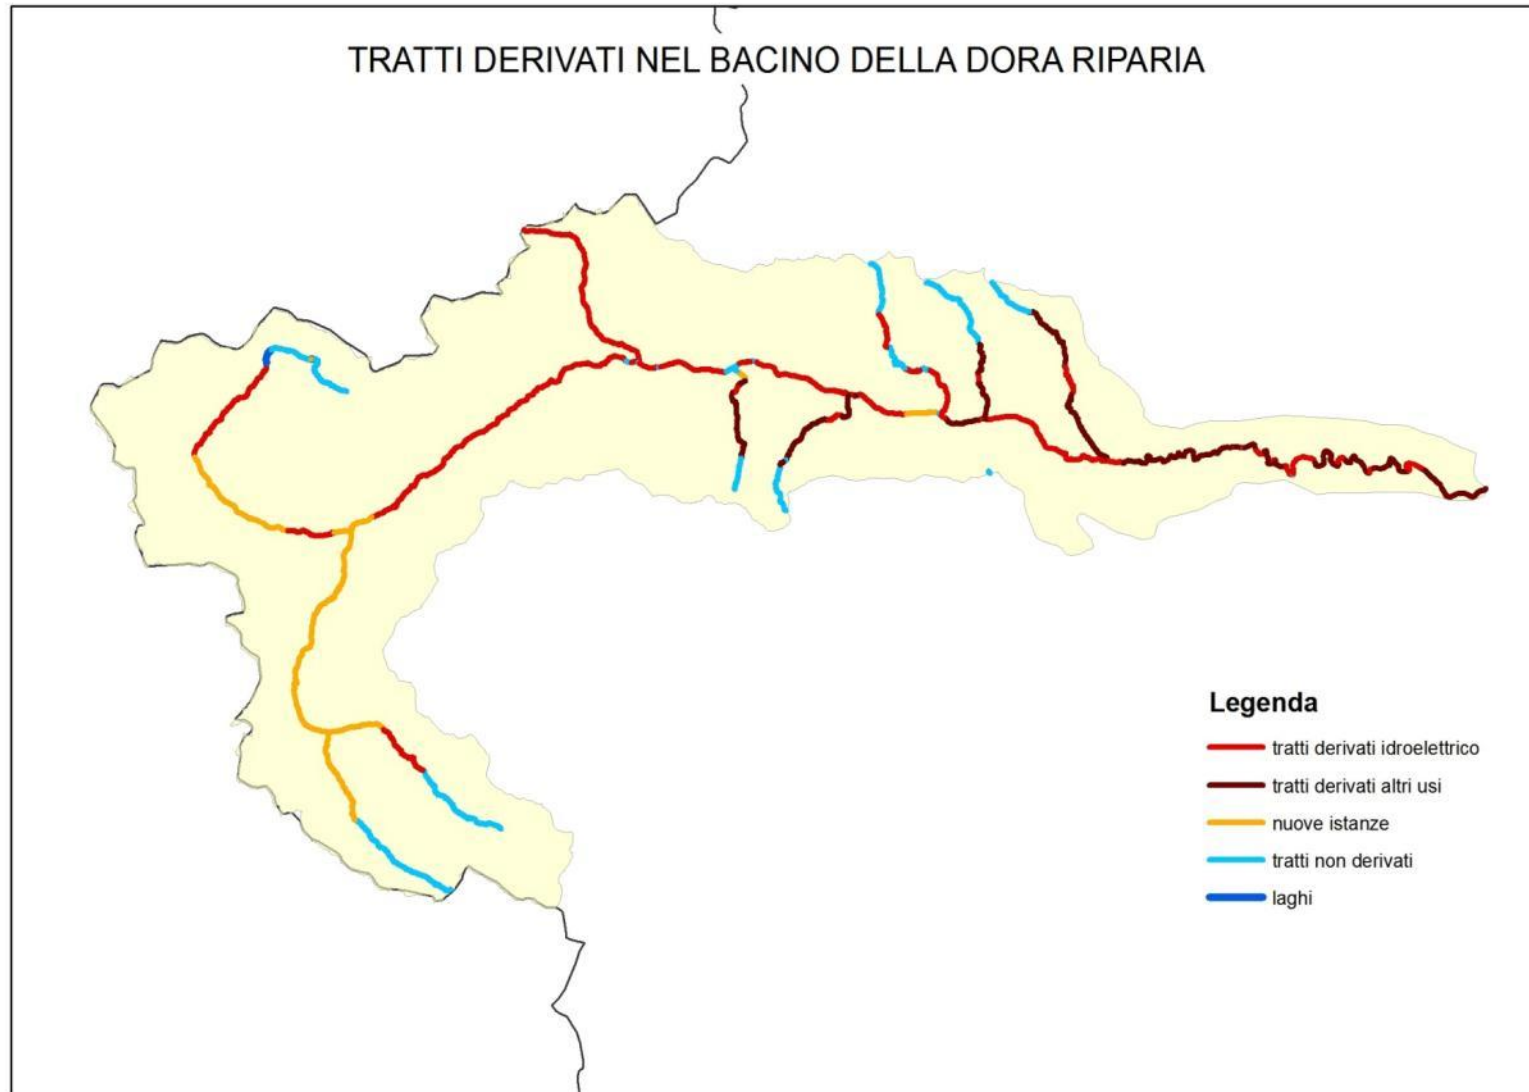 TRATTI DERIVATI NEL BACINO DELLA DORA RIPARIA
Legenda
tratti derivati idroelettrico
tratti derivati altri usi
nuove istanze
tratti non derivati
laghi